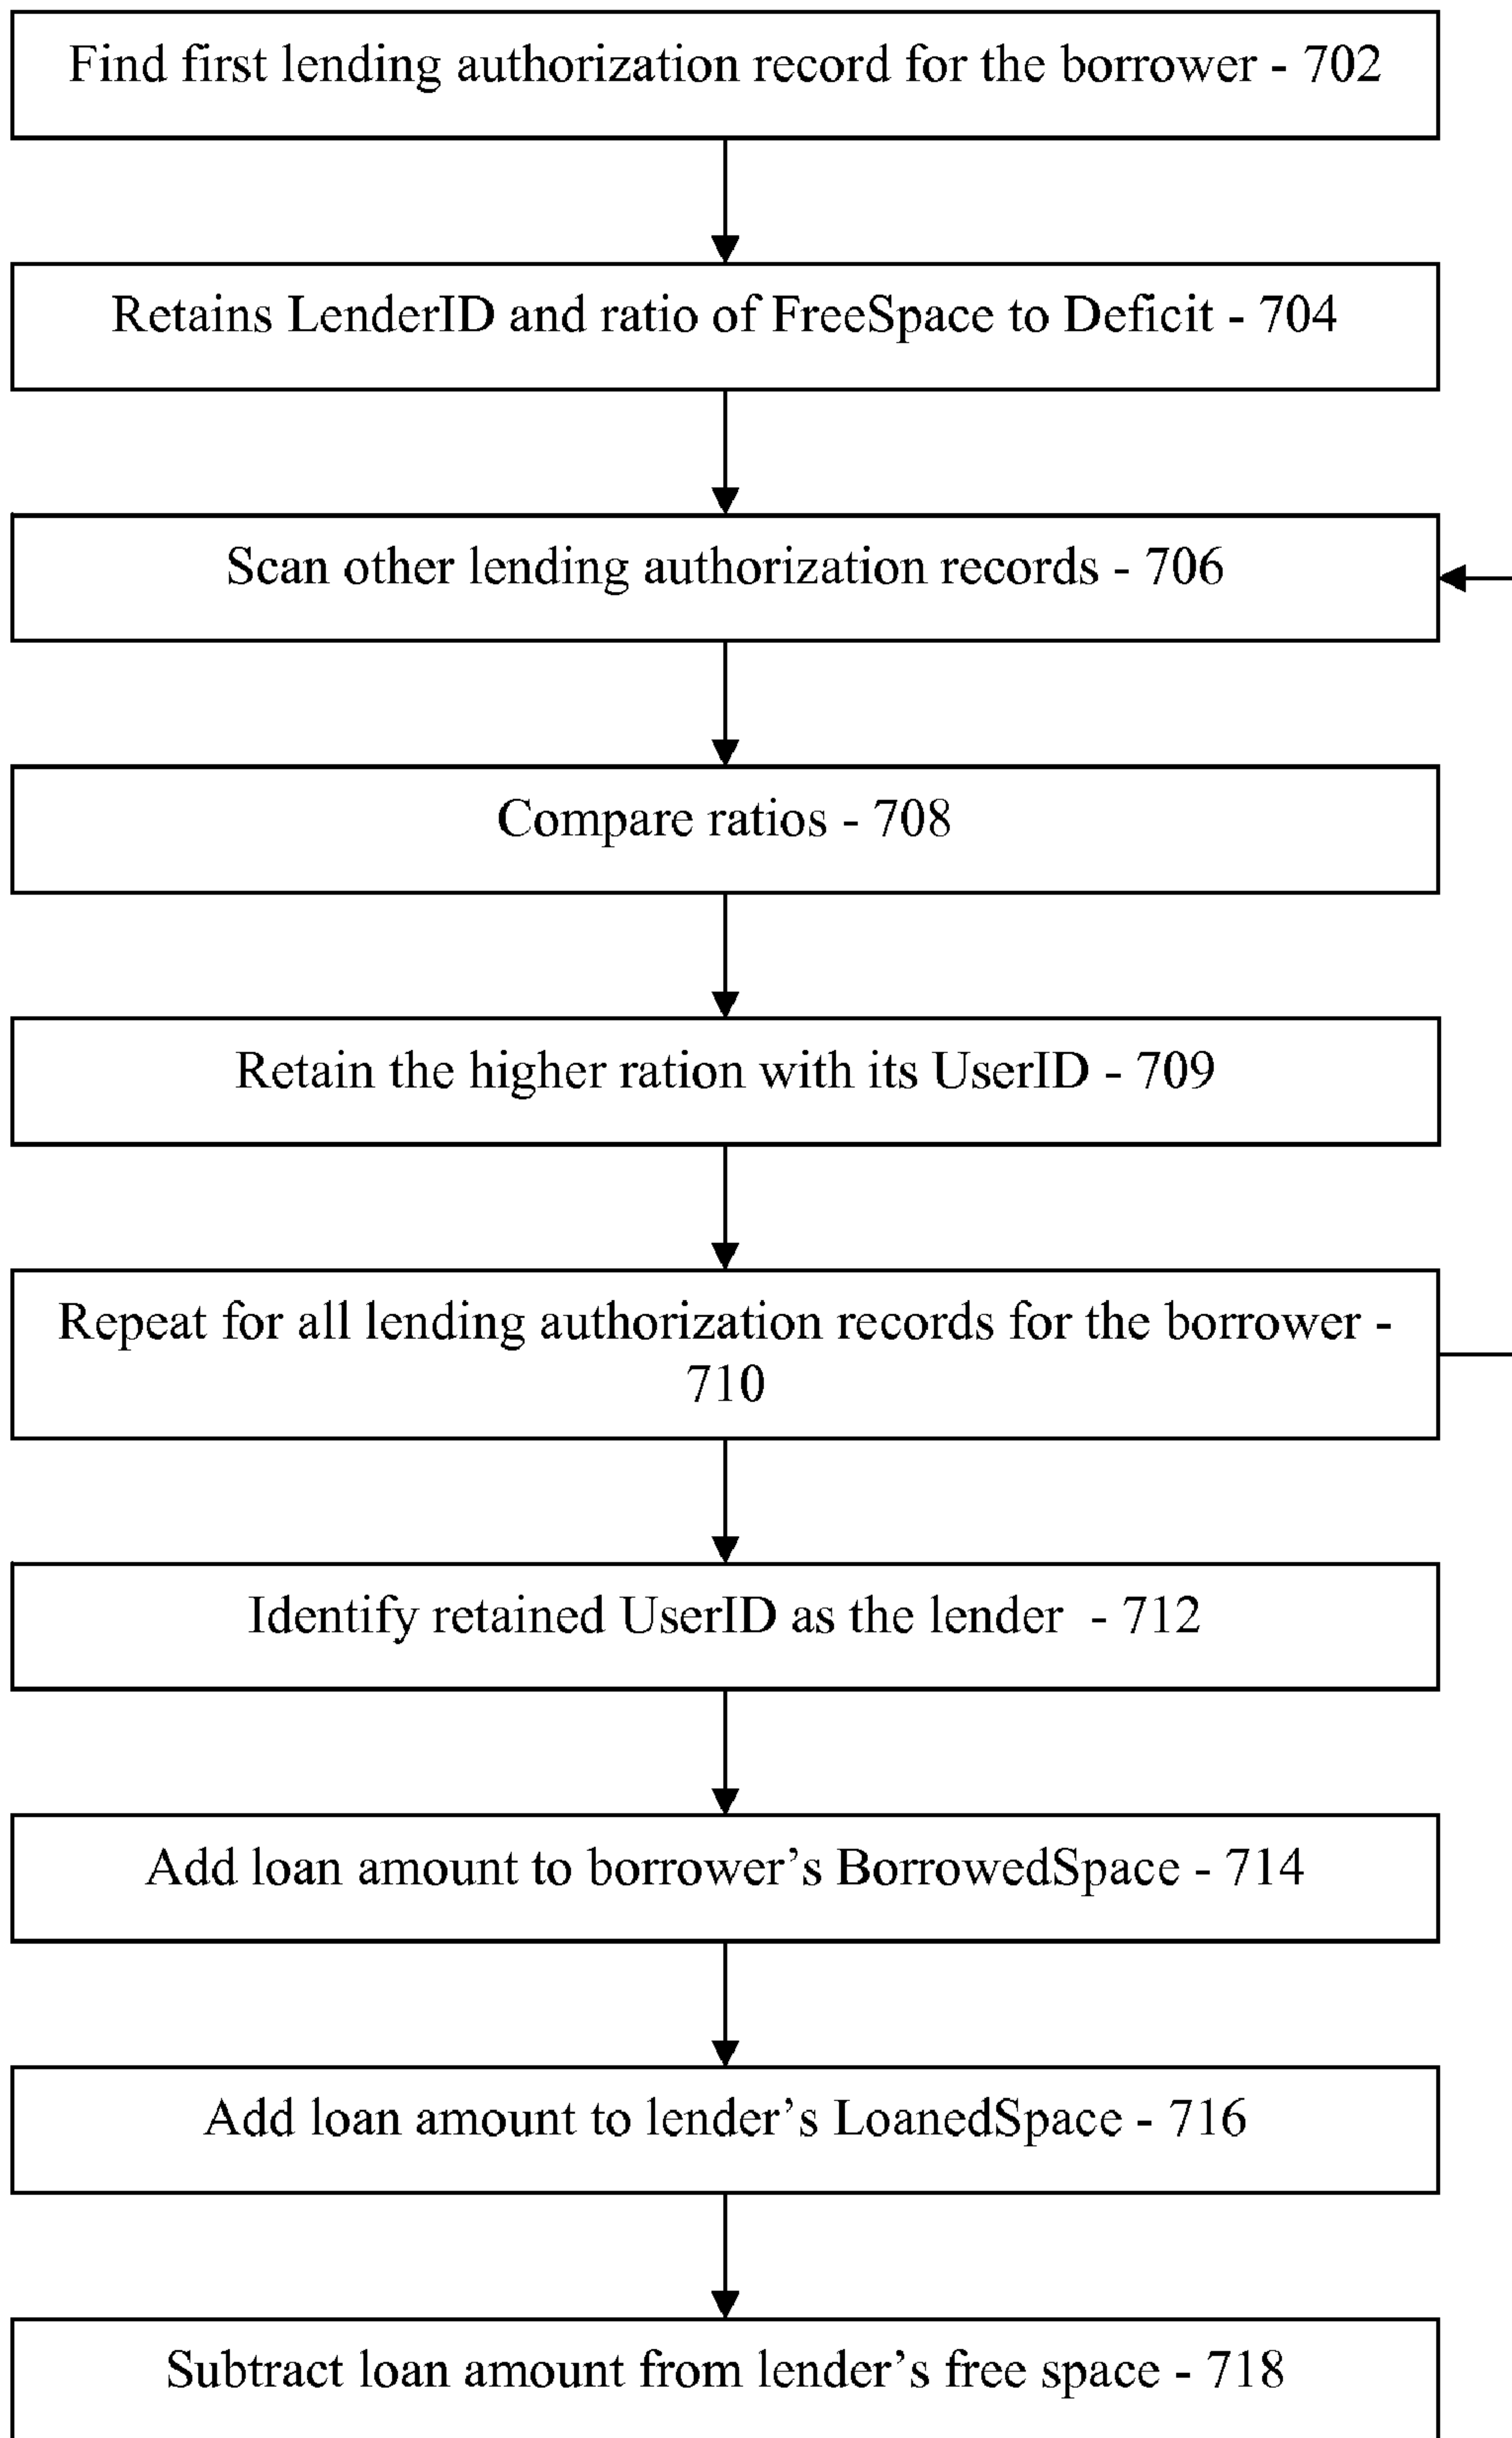 Find first lending authorization record for the borrower - 702
Retains LenderID and ratio of FreeSpace to Deficit - 704
Scan other lending authorization records - 706
Compare ratios - 708
Retain the higher ration with its UserID - 709
Repeat for all lending authorization records for the borrower -
710
Identify retained UserID as the lender - 712
Add loan amount to borrower’s BorrowedSpace - 714
Add loan amount to lender’s LoanedSpace - 716
Subtract loan amount from lender’s free space - 718